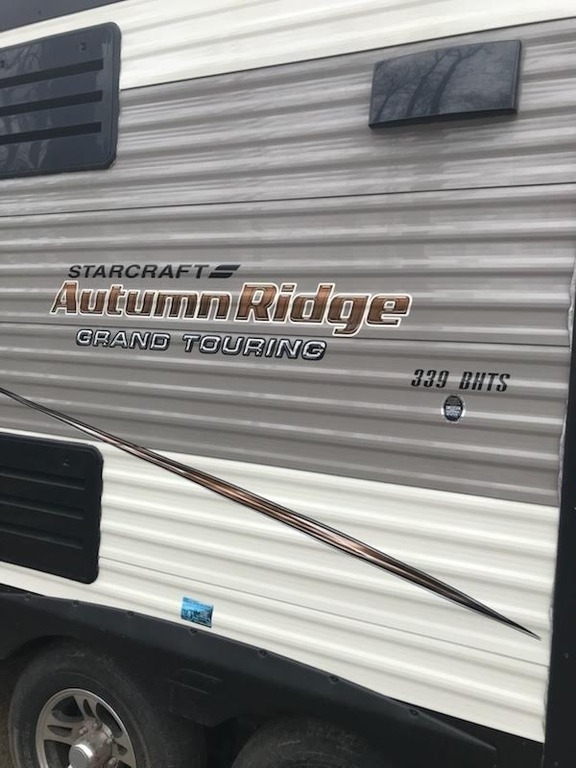 STARCRAFT
Autumn Ridge
GRAND TOURING
339 BHTS